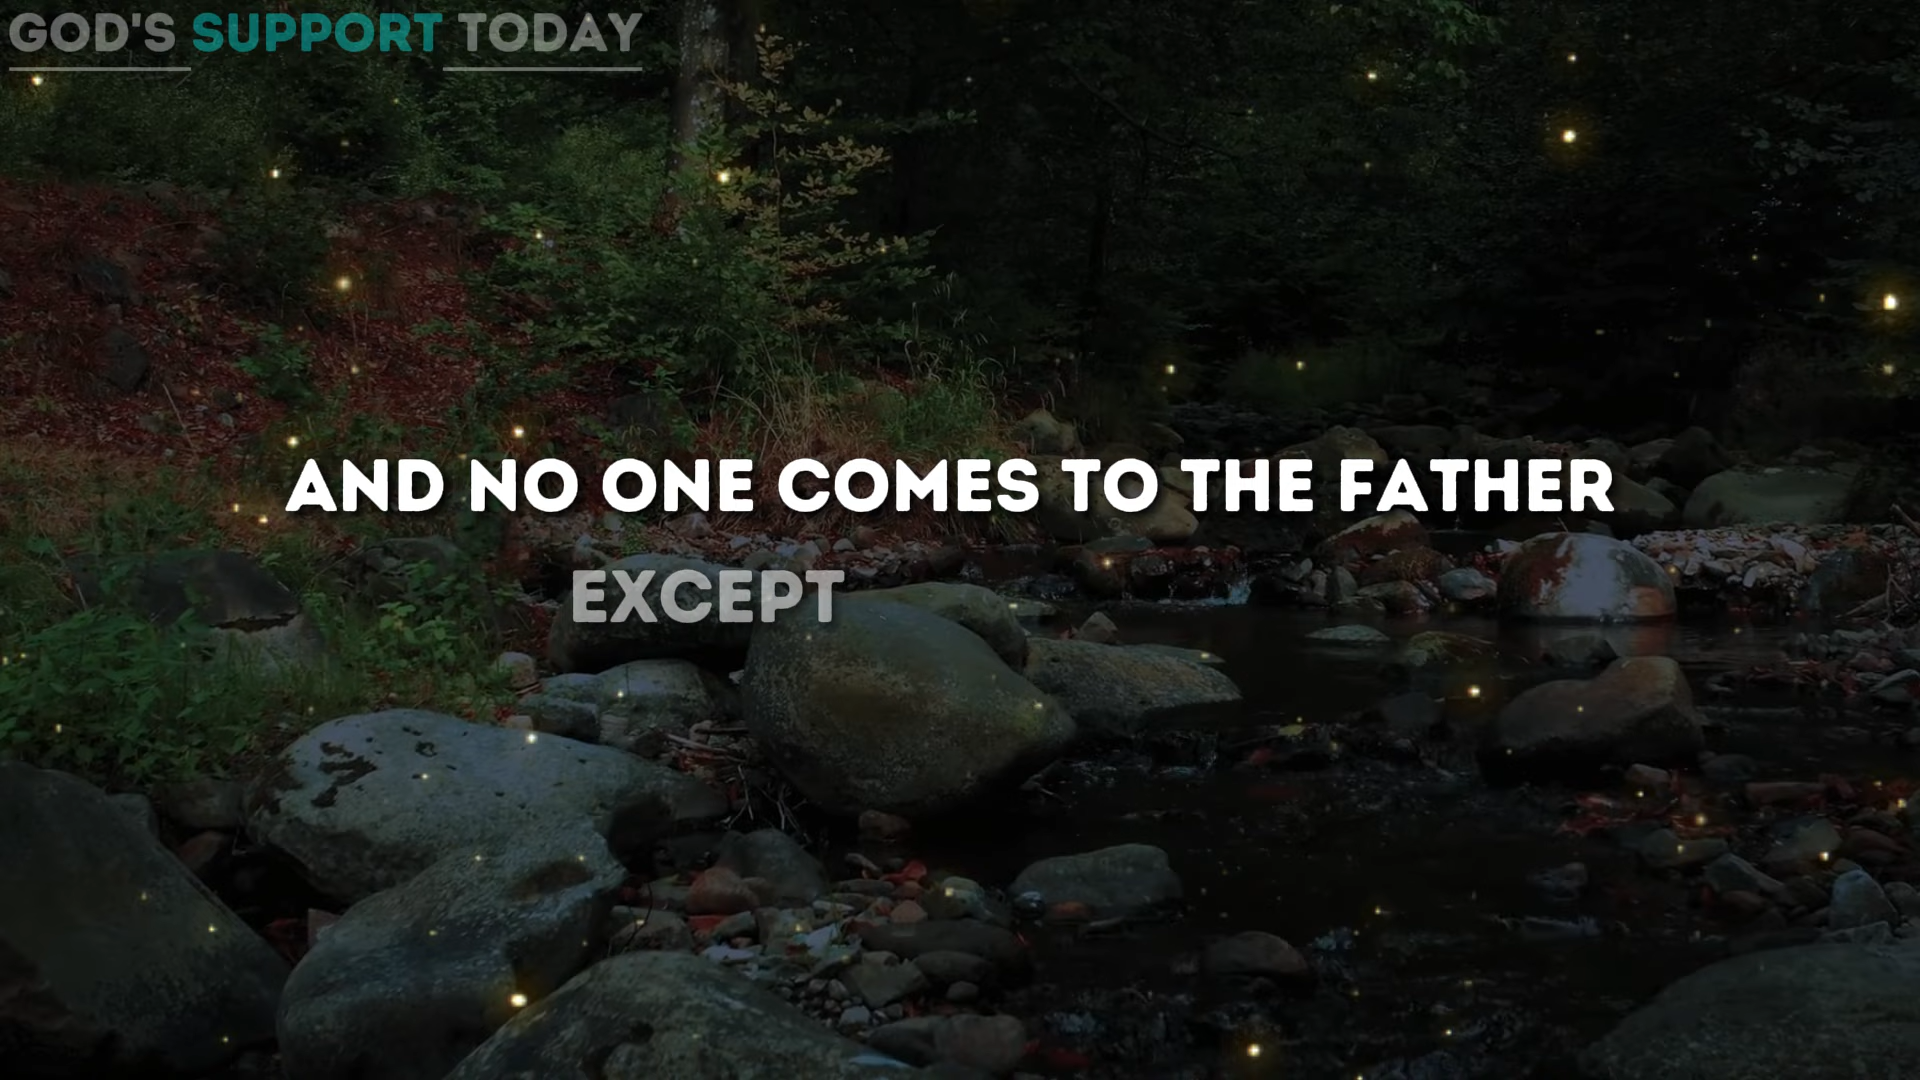 GOD'S SUPPORT TODAY
AND NO ONE COMES TO THE FATHER
EXCEPT